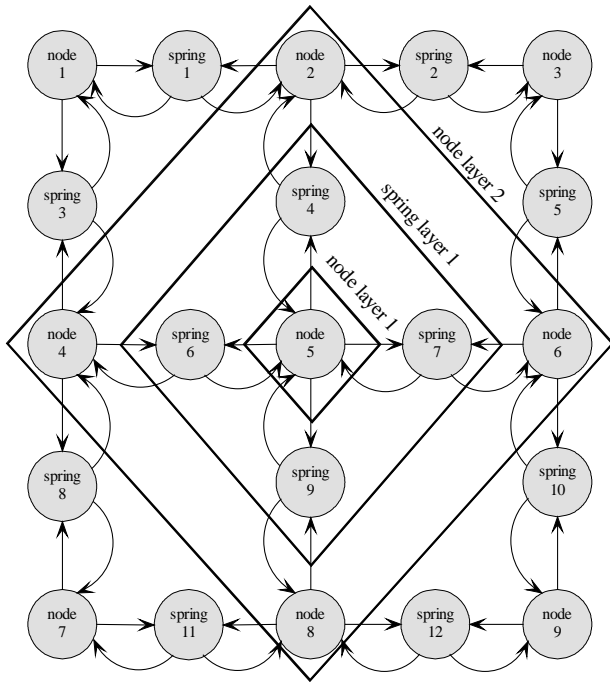 node
1
spring
1
node
2
spring
2
node
3
node layer 2
spring layer 1
node layer 1
spring
3
spring
4
spring
5
node
4
spring
6
node
5
spring
7
node
6
spring
8
spring
9
spring
10
node
7
spring
11
node
8
spring
12
node
9